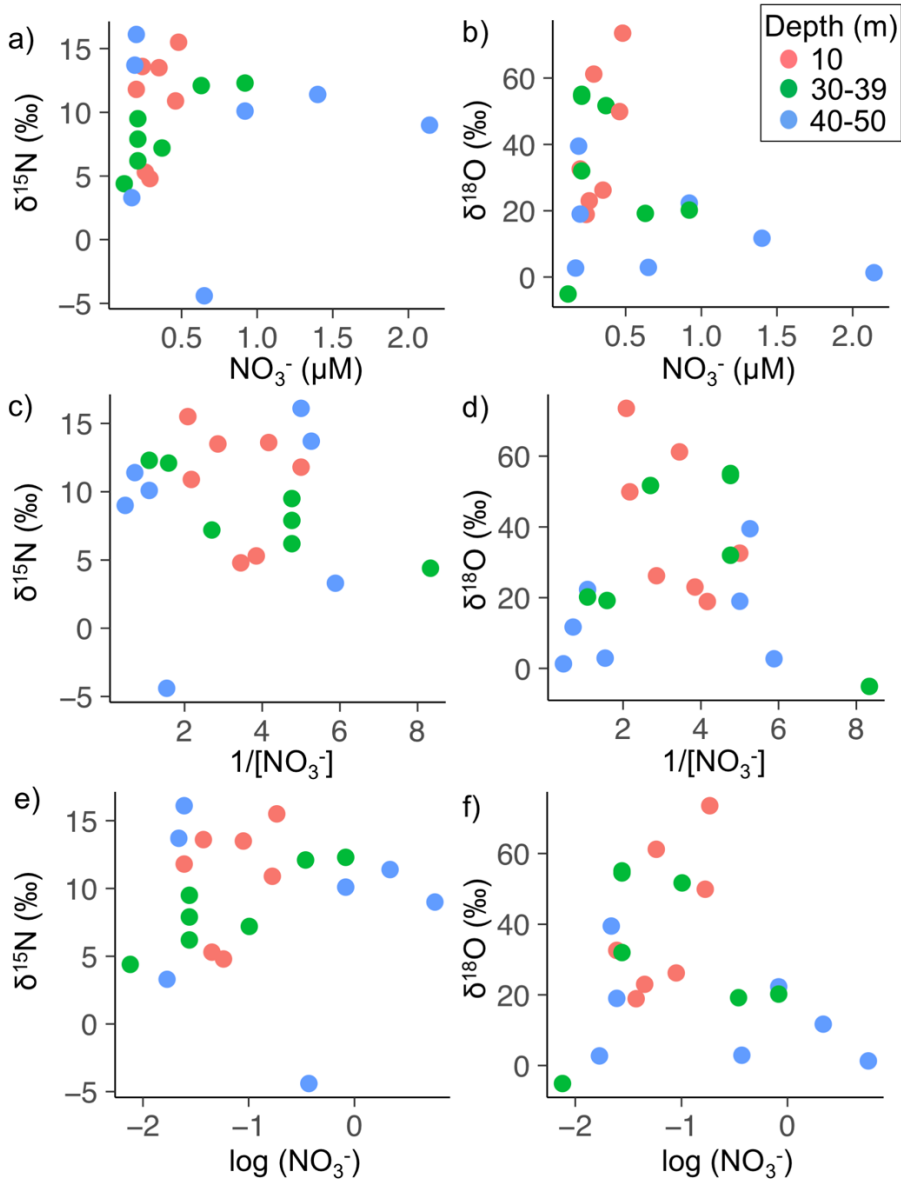 a)
15
10
5
0
−5
δ¹⁵N (‰)
0.5 1.0 1.5 2.0
NO₃⁻ (µM)
b)
60
40
20
0
δ¹⁸O (‰)
0.5 1.0 1.5 2.0
NO₃⁻ (µM)
Depth (m)
10
30-39
40-50
c)
15
10
5
0
−5
δ¹⁵N (‰)
2 4 6 8
1/[NO₃⁻]
d)
60
40
20
0
δ¹⁸O (‰)
2 4 6 8
1/[NO₃⁻]
e)
15
10
5
0
−5
δ¹⁵N (‰)
−2 −1 0
log (NO₃⁻)
f)
60
40
20
0
δ¹⁸O (‰)
−2 −1 0
log (NO₃⁻)